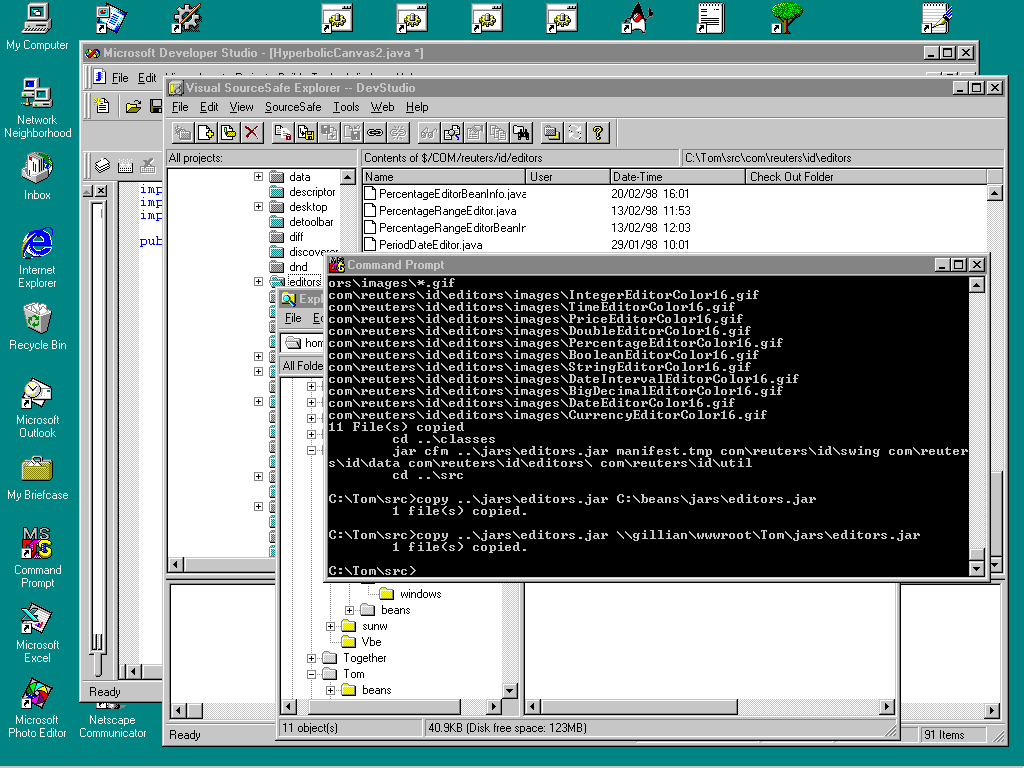 My Computer
Network
Neighborhood
Inbox
Internet
Explorer
Recycle Bin
Microsoft
Outlook
My Briefcase
MS
Command
Prompt
Microsoft
Excel
Microsoft
Photo Editor
Netscape
Communicator
Microsoft Developer Studio - [HyperbolicCanvas2.java *]
File Edit
imp
imp
imp
pub
Ready
Visual SourceSafe Explorer -- DevStudio
File Edit View SourceSafe Tools Web Help
All projects:
Contents of $/COM/reuters/id/editors
C:\Tom\src\com\reuters\id\editors
data
descriptor
desktop
detoolbar
diff
discoverer
dnd
editors
Name User Date-Time Check Out Folder
PercentageEditorBeanInfo.java 20/02/98 16:01
PercentageRangeEditor.java 13/02/98 11:53
PercentageRangeEditorBeanIr 13/02/98 12:03
PeriodDateEditor.java 29/01/98 10:01
Ready
91 Items
Expl
File Ed
hom
All Folde
windows
beans
sunw
Vbe
Together
Tom
beans
11 object(s) 40.9KB (Disk free space: 123MB)
Command Prompt
ors\images\*.gif
com\reuters\id\editors\images\IntegerEditorColor16.gif
com\reuters\id\editors\images\TimeEditorColor16.gif
com\reuters\id\editors\images\PriceEditorColor16.gif
com\reuters\id\editors\images\DoubleEditorColor16.gif
com\reuters\id\editors\images\PercentageEditorColor16.gif
com\reuters\id\editors\images\BooleanEditorColor16.gif
com\reuters\id\editors\images\StringEditorColor16.gif
com\reuters\id\editors\images\DateIntervalEditorColor16.gif
com\reuters\id\editors\images\BigDecimalEditorColor16.gif
com\reuters\id\editors\images\DateEditorColor16.gif
com\reuters\id\editors\images\CurrencyEditorColor16.gif
11 File(s) copied
cd ..\classes
jar cfm ..\jars\editors.jar manifest.tmp com\reuters\id\swing com\reuter
s\id\data com\reuters\id\editors\ com\reuters\id\util
cd ..\src
C:\Tom\src>copy ..\jars\editors.jar C:\beans\jars\editors.jar
1 file(s) copied.
C:\Tom\src>copy ..\jars\editors.jar \\gillian\wwwroot\Tom\jars\editors.jar
1 file(s) copied.
C:\Tom\src>